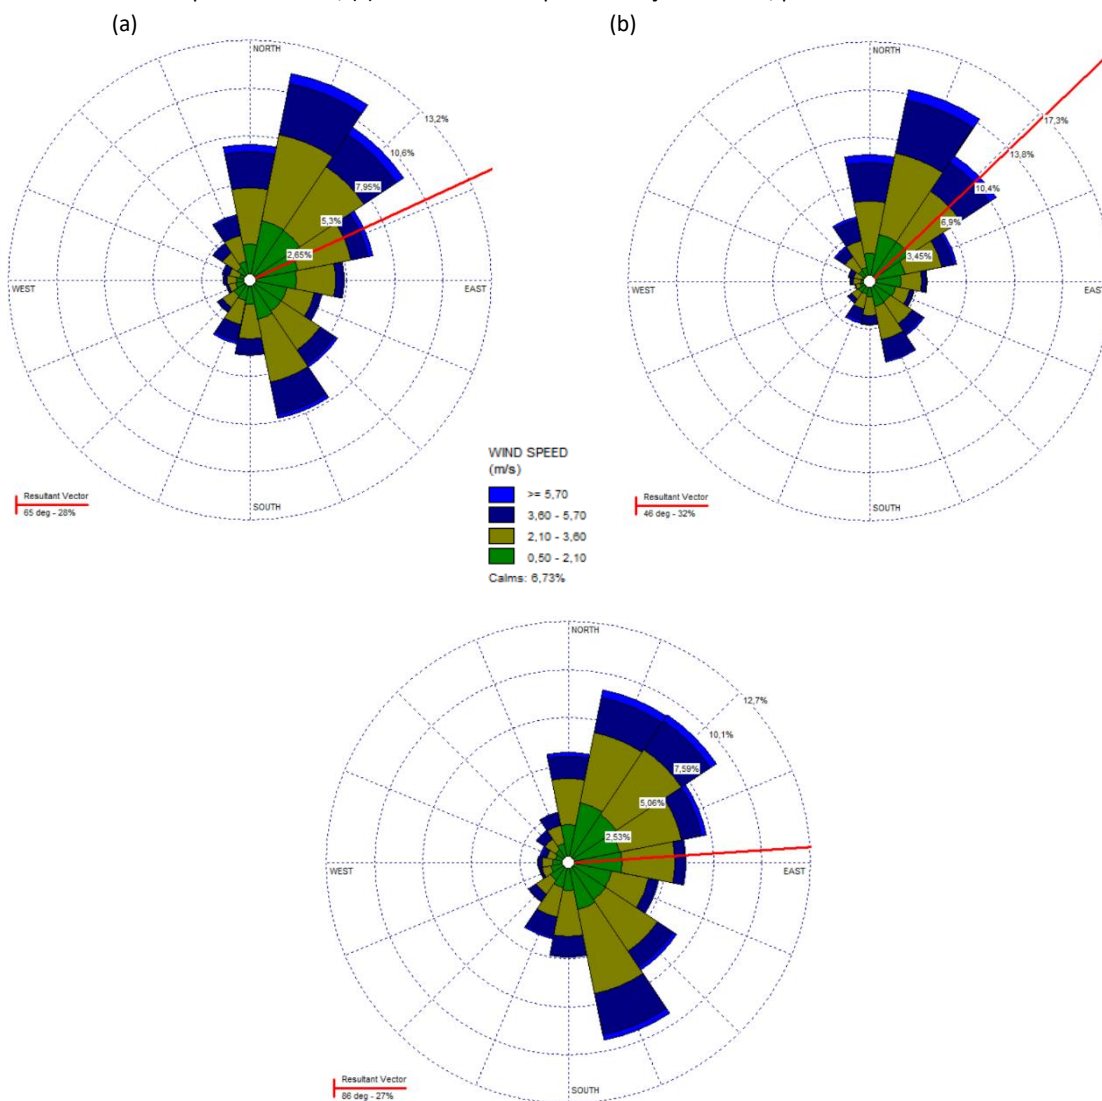 (a)
(b)
NORTH
13,2%
10,6%
7,95%
5,3%
2,65%
WEST
EAST
SOUTH
Resultant Vector
65 deg - 28%
NORTH
17,3%
13,8%
10,4%
6,9%
3,45%
WEST
EAST
SOUTH
Resultant Vector
46 deg - 32%
WIND SPEED
(m/s)
>= 5,70
3,60 - 5,70
2,10 - 3,60
0,50 - 2,10
Calms: 6,73%
NORTH
12,7%
10,1%
7,59%
5,06%
2,53%
WEST
EAST
SOUTH
Resultant Vector
86 deg - 27%